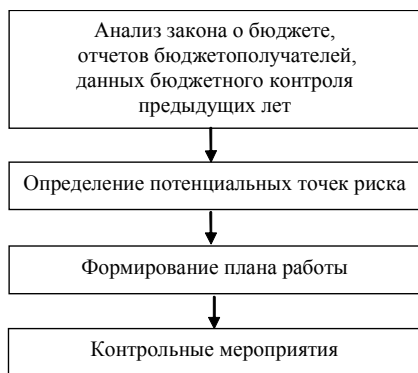 Анализ закона о бюджете,
отчетов бюджетополучателей,
данных бюджетного контроля
предыдущих лет
Определение потенциальных точек риска
Формирование плана работы
Контрольные мероприятия